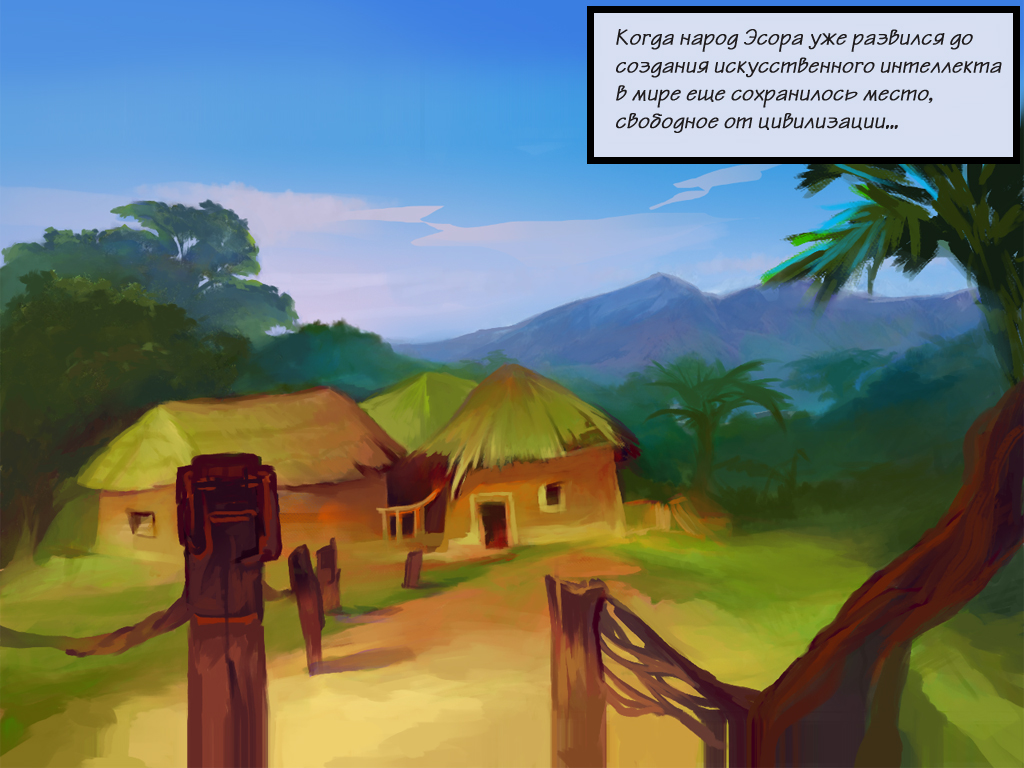 Когда народ Эсора уже развился до
создания искусственного интеллекта
в мире еще сохранилось место,
свободное от цивилизации...